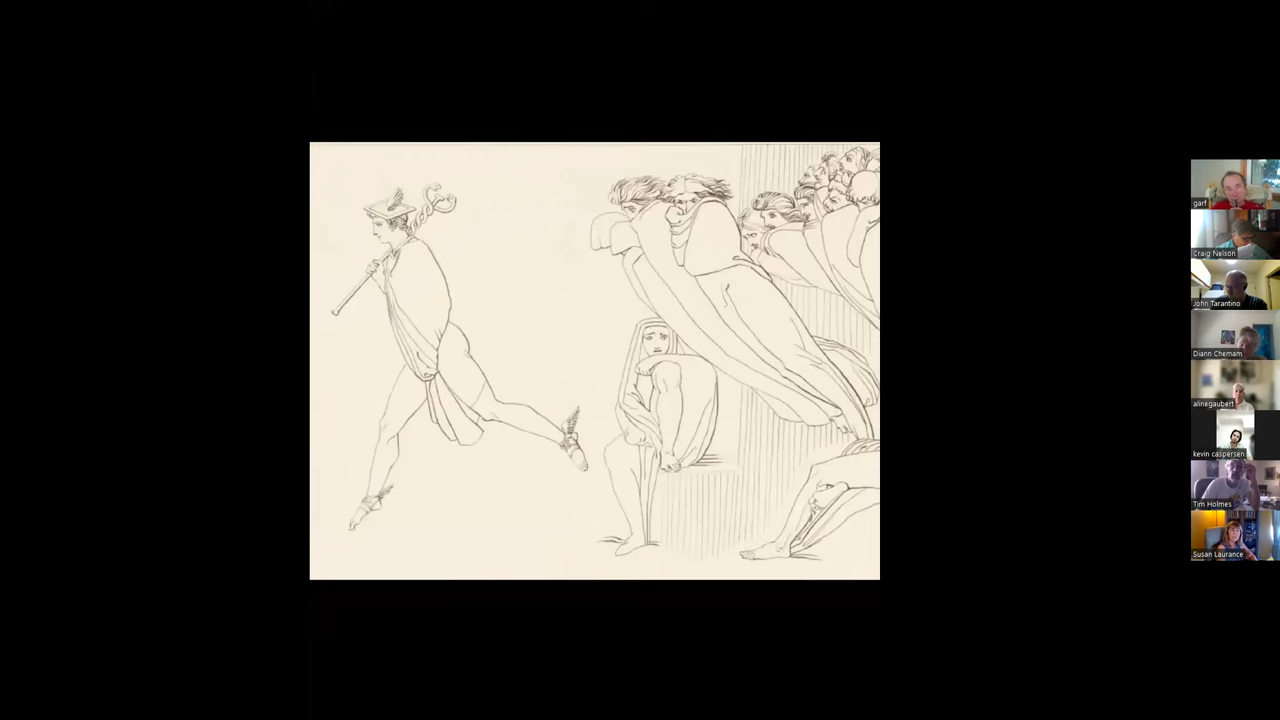 garf
Craig Nelson
John Tarantino
Diann Chemam
alinegaubert
kevin caspersen
Tim Holmes
Susan Laurance